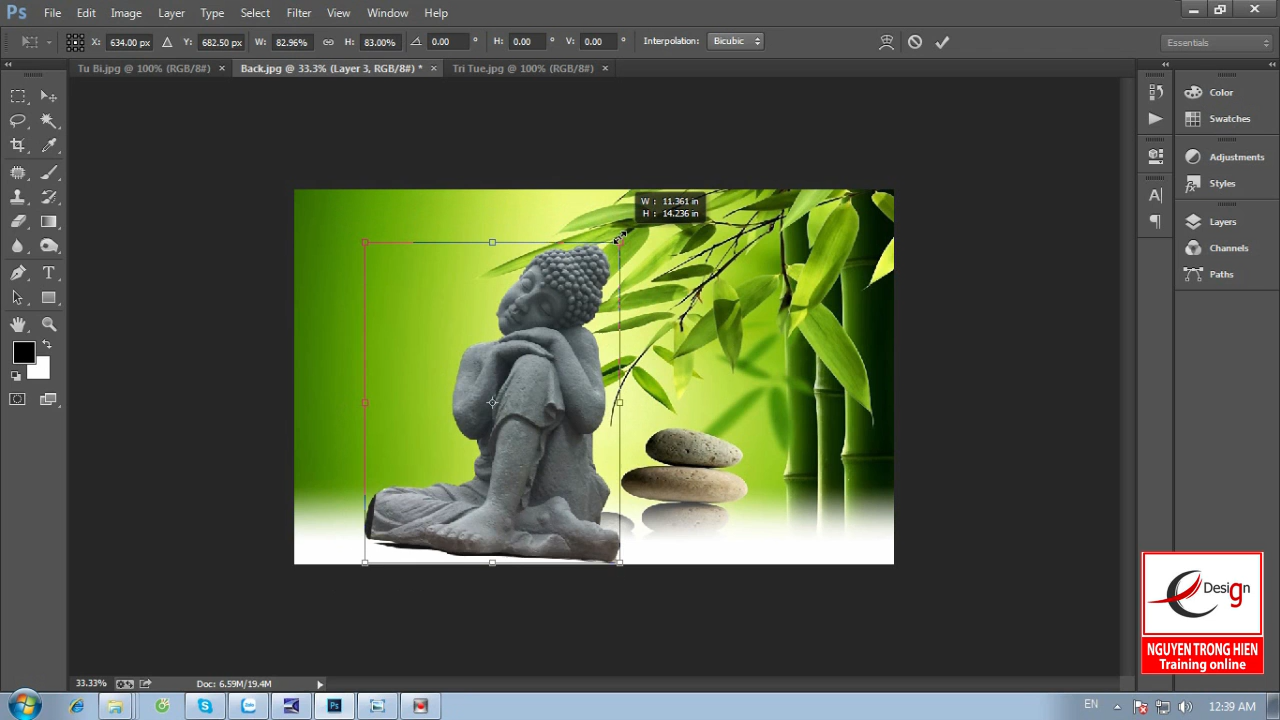 Ps File Edit Image Layer Type Select Filter View Window Help
X: 634.00 px Y: 682.50 px W: 82.96% H: 83.00% 0.00 ° H: 0.00 ° V: 0.00 ° Interpolation: Bicubic Essentials
Tu Bi.jpg @ 100% (RGB/8#) × Back.jpg @ 33.3% (Layer 3, RGB/8#) * × Tri Tue.jpg @ 100% (RGB/8#) ×
Color
Swatches
Adjustments
Styles
Layers
Channels
Paths
W : 11.361 in
H : 14.236 in
Design
NGUYEN TRONG HIEN
Training online
33.33% Doc: 6.59M/19.4M
EN 12:39 AM